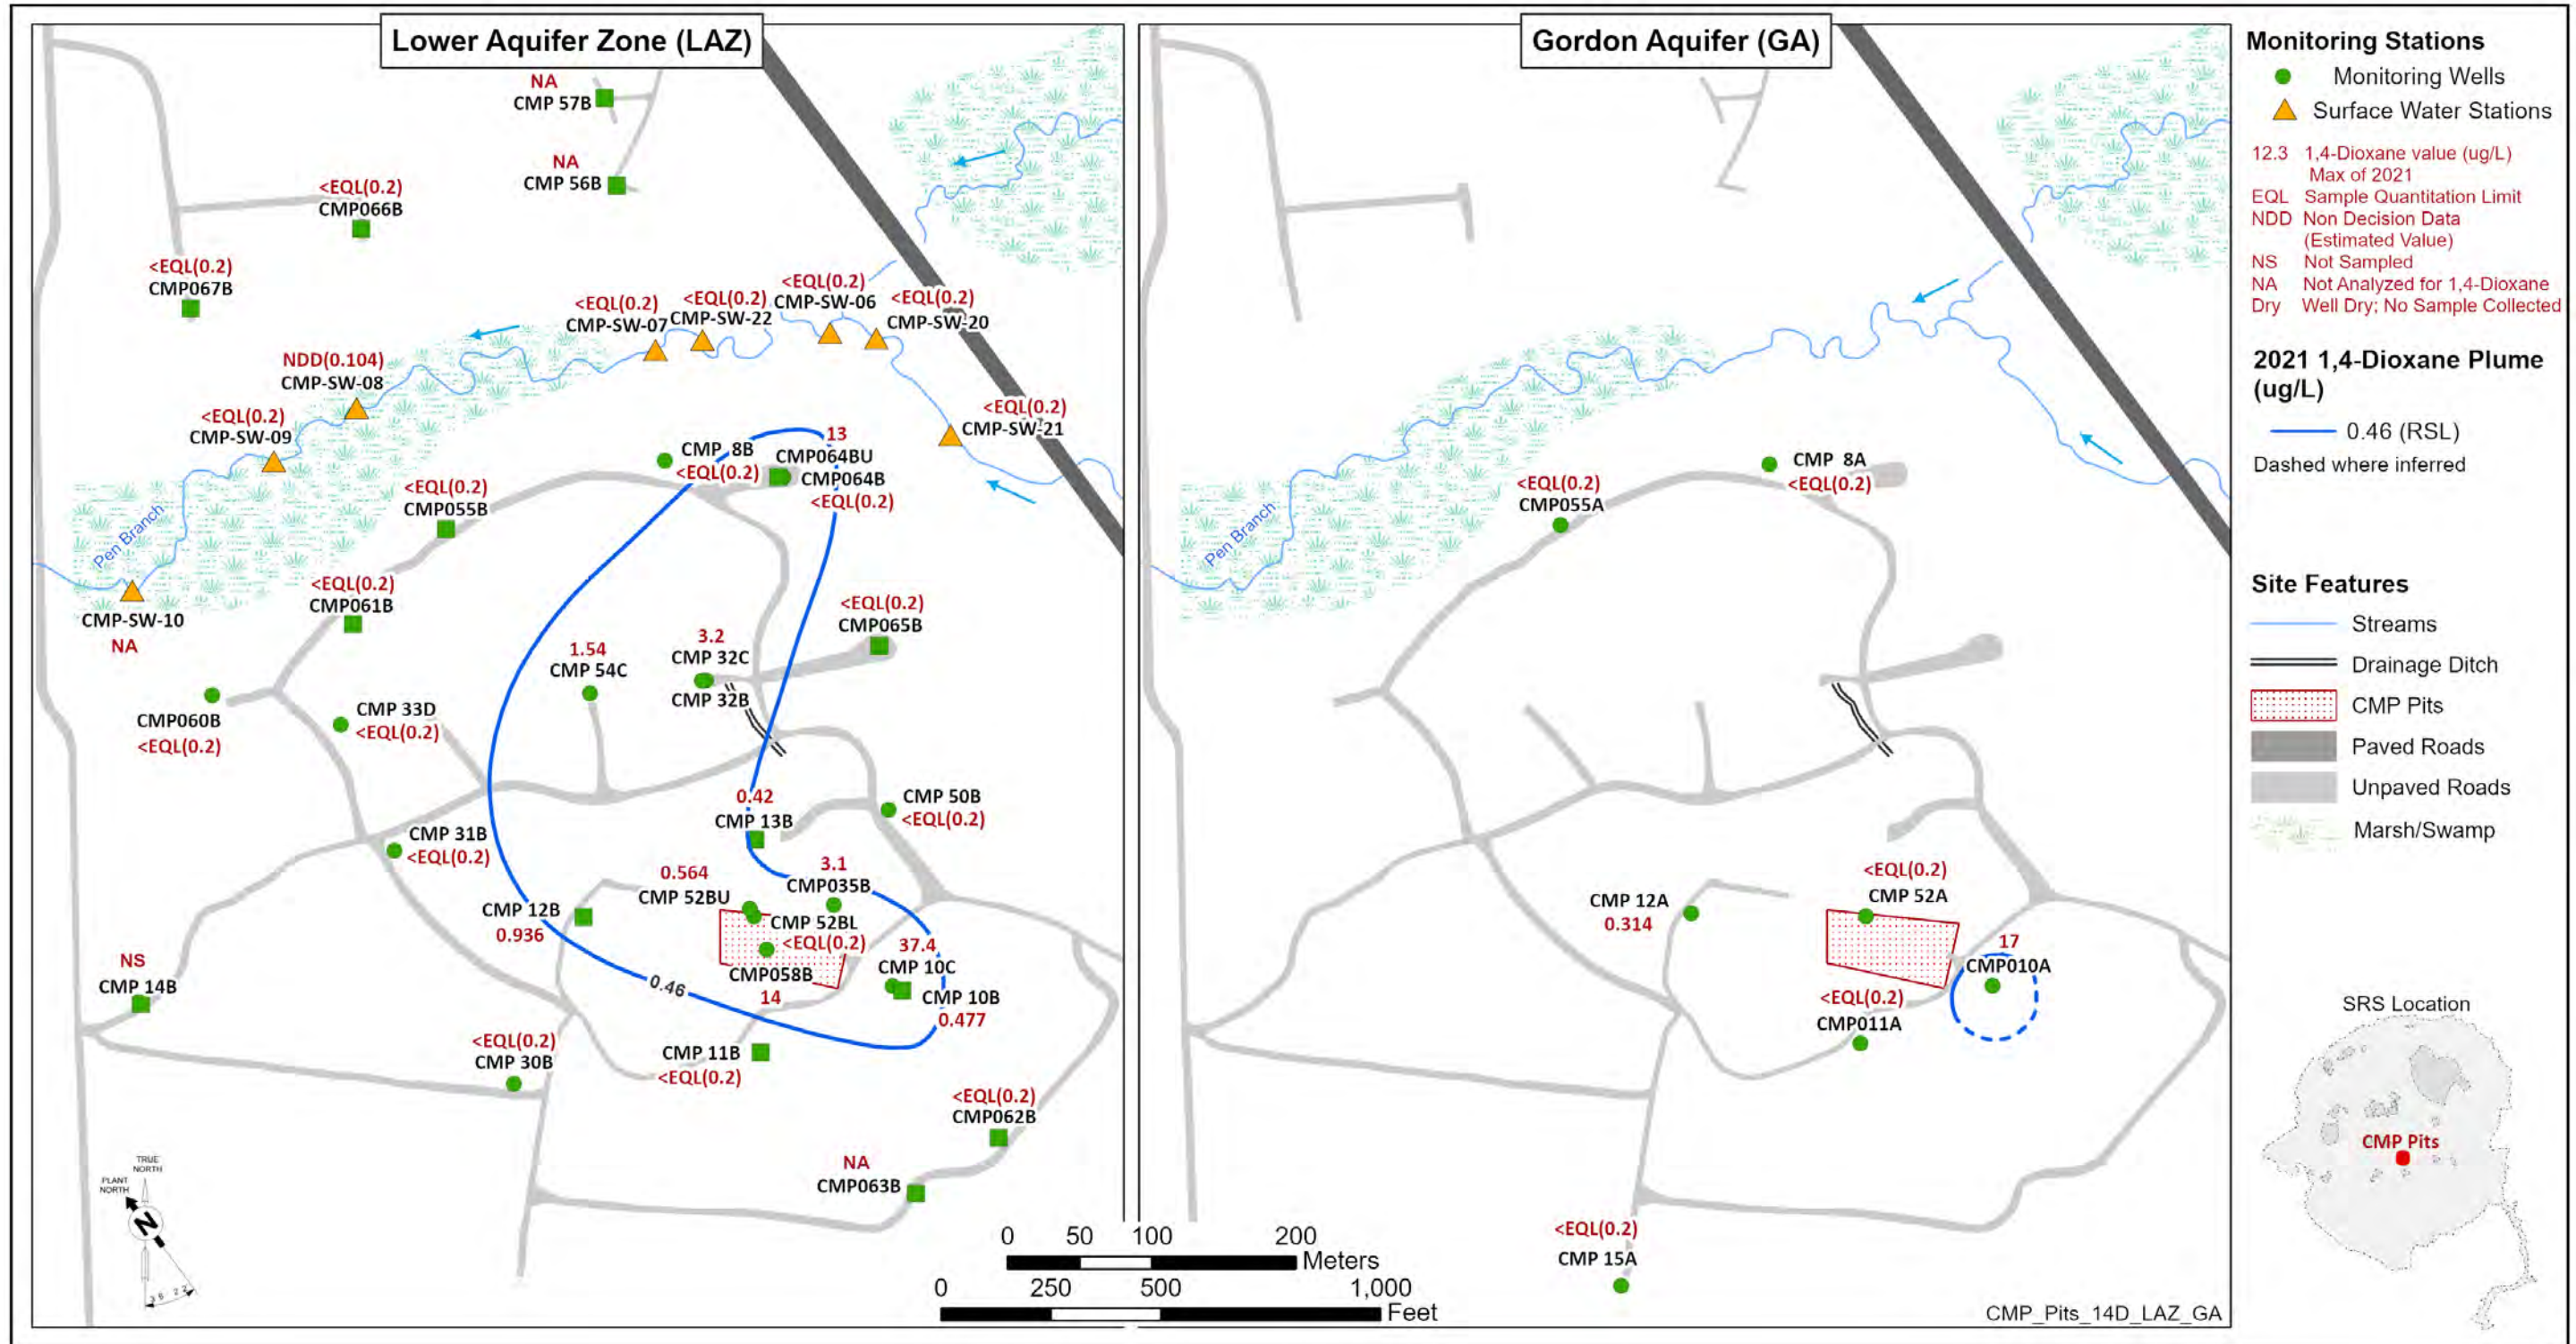 Lower Aquifer Zone (LAZ)
NA
CMP 57B
NA
CMP 56B
<EQL(0.2)
CMP066B
<EQL(0.2)
CMP067B
<EQL(0.2)
CMP-SW-07
<EQL(0.2)
CMP-SW-22
<EQL(0.2)
CMP-SW-06
<EQL(0.2)
CMP-SW-20
NDD(0.104)
CMP-SW-08
<EQL(0.2)
CMP-SW-09
<EQL(0.2)
CMP-SW-21
CMP 8B
<EQL(0.2)
13
CMP064BU
CMP064B
<EQL(0.2)
<EQL(0.2)
CMP055B
Pen Branch
<EQL(0.2)
CMP061B
CMP-SW-10
NA
<EQL(0.2)
CMP065B
1.54
CMP 54C
3.2
CMP 32C
CMP 32B
CMP060B
<EQL(0.2)
CMP 33D
<EQL(0.2)
0.42
CMP 13B
CMP 50B
<EQL(0.2)
CMP 31B
<EQL(0.2)
0.564
CMP 52BU
3.1
CMP035B
CMP 12B
0.936
CMP 52BL
<EQL(0.2)
CMP058B
14
37.4
CMP 10C
CMP 10B
0.477
0.46
NS
CMP 14B
<EQL(0.2)
CMP 30B
CMP 11B
<EQL(0.2)
<EQL(0.2)
CMP062B
NA
CMP063B
TRUE
NORTH
PLANT
NORTH
N
0 50 100 200
Meters
0 250 500 1,000
Feet
Gordon Aquifer (GA)
CMP 8A
<EQL(0.2)
<EQL(0.2)
CMP055A
Pen Branch
<EQL(0.2)
CMP 52A
CMP 12A
0.314
17
CMP010A
<EQL(0.2)
CMP011A
<EQL(0.2)
CMP 15A
CMP_Pits_14D_LAZ_GA
Monitoring Stations
Monitoring Wells
Surface Water Stations
12.3 1,4-Dioxane value (ug/L)
Max of 2021
EQL Sample Quantitation Limit
NDD Non Decision Data
(Estimated Value)
NS Not Sampled
NA Not Analyzed for 1,4-Dioxane
Dry Well Dry; No Sample Collected
2021 1,4-Dioxane Plume
(ug/L)
0.46 (RSL)
Dashed where inferred
Site Features
Streams
Drainage Ditch
CMP Pits
Paved Roads
Unpaved Roads
Marsh/Swamp
SRS Location
CMP Pits